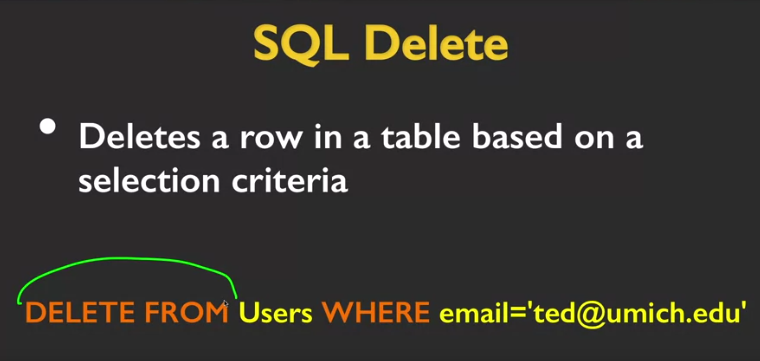 SQL Delete
• Deletes a row in a table based on a
selection criteria
DELETE FROM Users WHERE email='ted@umich.edu'